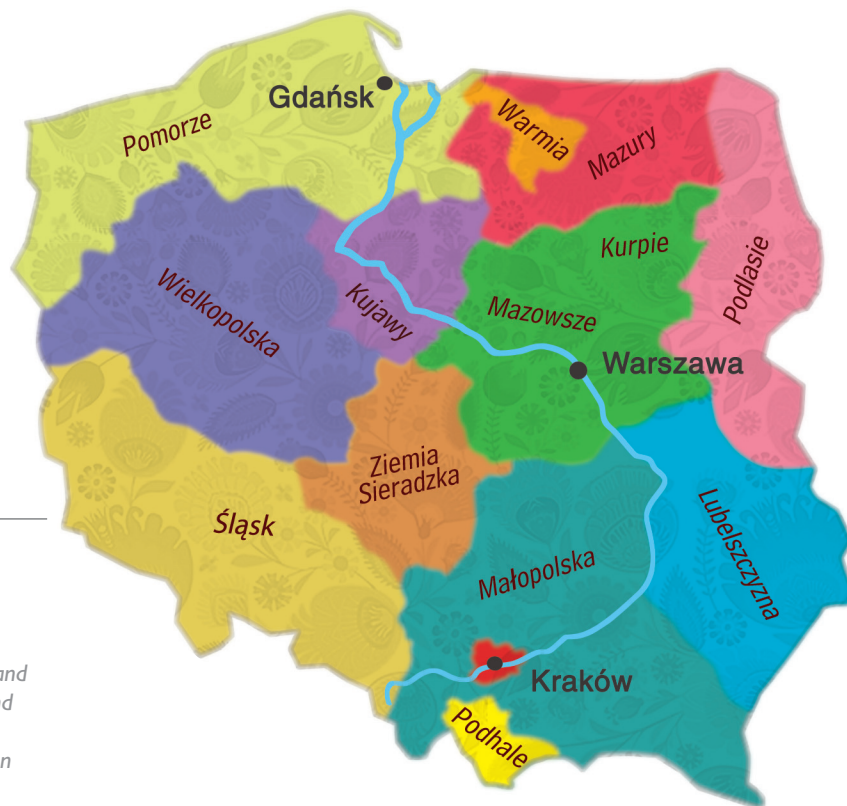 Gdańsk
Pomorze
Warmia
Mazury
Kurpie
Podlasie
Wielkopolska
Kujawy
Mazowsze
Warszawa
Ziemia
Sieradzka
Śląsk
Lubelszczyzna
Małopolska
Kraków
Podhale